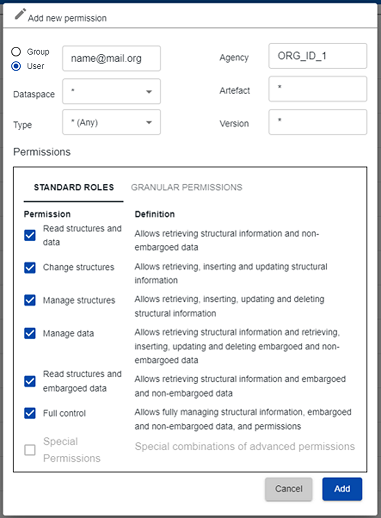 Add new permission
Group
User
name@mail.org
Agency
ORG_ID_1
Dataspace
*
Artefact
*
Type
* (Any)
Version
*
Permissions
STANDARD ROLES
GRANULAR PERMISSIONS
Permission
Definition
Read structures and
data
Allows retrieving structural information and non-
embargoed data
Change structures
Allows retrieving, inserting and updating structural
information
Manage structures
Allows retrieving, inserting, updating and deleting
structural information
Manage data
Allows retrieving structural information and retrieving,
inserting, updating and deleting embargoed and non-
embargoed data
Read structures and
embargoed data
Allows retrieving structural information and embargoed
and non-embargoed data
Full control
Allows fully managing structural information, embargoed
and non-embargoed data, and permissions
Special
Permissions
Special combinations of advanced permissions
Cancel
Add